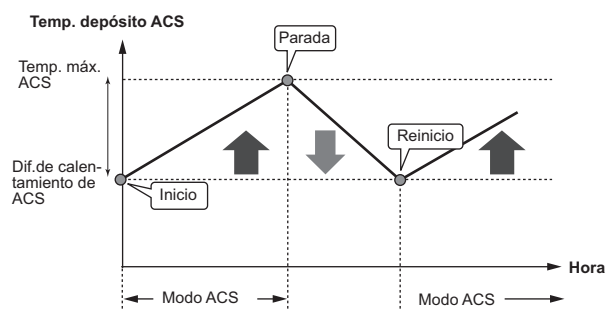 Temp. depósito ACS
Parada
Temp. máx.
ACS
Reinicio
Dif.de calen-
tamiento de
ACS
Inicio
Hora
Modo ACS
Modo ACS